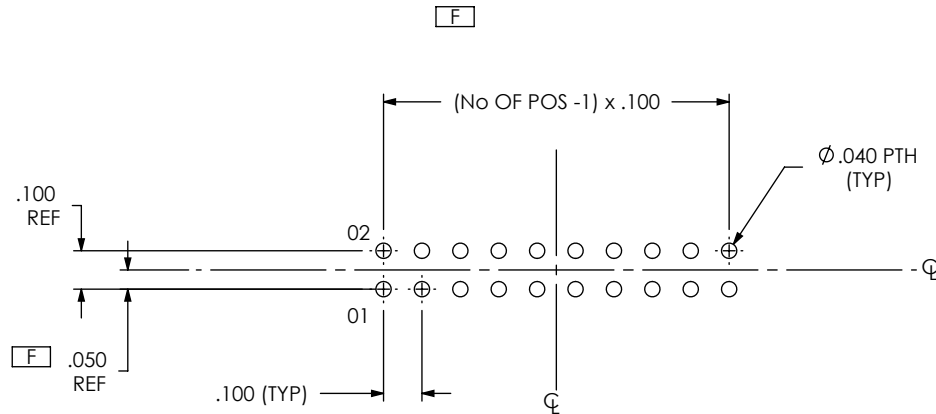 F
(No OF POS -1) x .100
Ø .040 PTH
(TYP)
.100
REF
02
℄
01
F
.050
REF
.100 (TYP)
℄